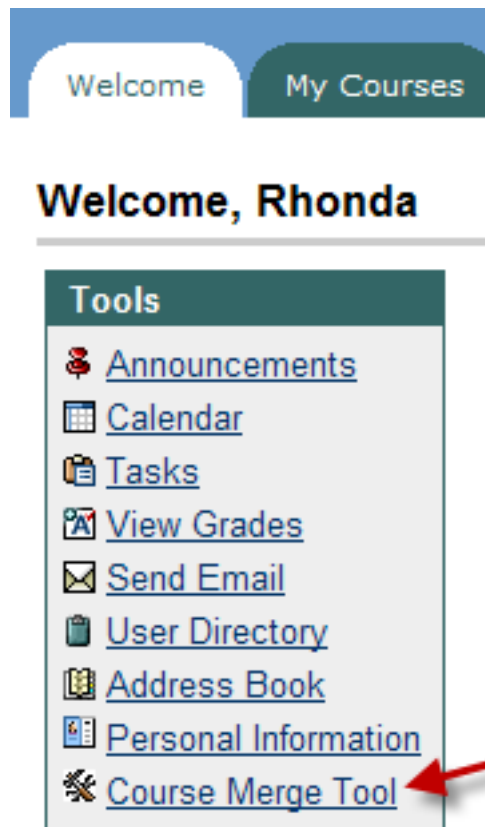 Welcome My Courses
Welcome, Rhonda
Tools
Announcements
Calendar
Tasks
View Grades
Send Email
User Directory
Address Book
Personal Information
Course Merge Tool